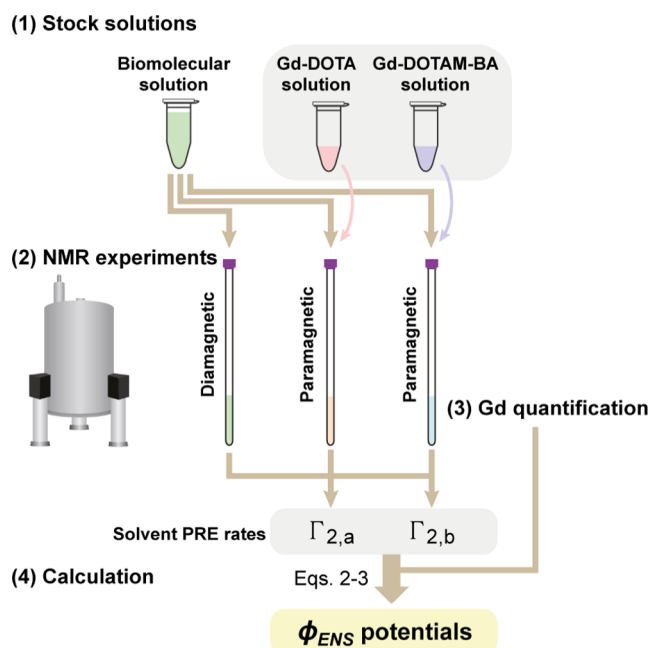 (1) Stock solutions
Biomolecular
solution
Gd-DOTA
solution
Gd-DOTAM-BA
solution
(2) NMR experiments
Diamagnetic
Paramagnetic
Paramagnetic
(3) Gd quantification
Solvent PRE rates
Γ2,a
Γ2,b
(4) Calculation
Eqs. 2-3
ϕENS potentials